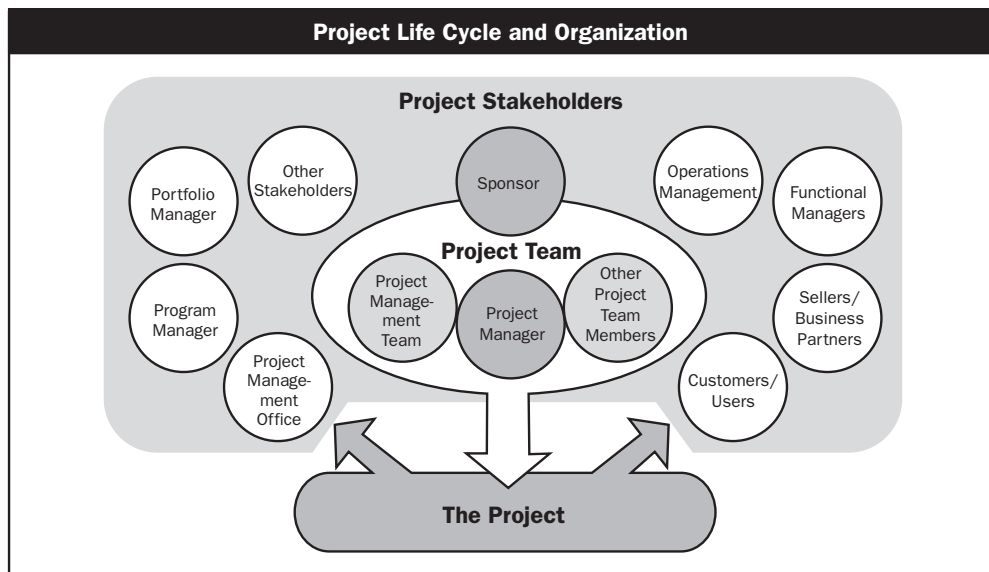 Project Life Cycle and Organization
Project Stakeholders
Portfolio
Manager
Other
Stakeholders
Sponsor
Operations
Management
Functional
Managers
Project Team
Program
Manager
Project
Manage-
ment
Team
Project
Manager
Other
Project
Team
Members
Sellers/
Business
Partners
Project
Manage-
ment
Office
Customers/
Users
The Project